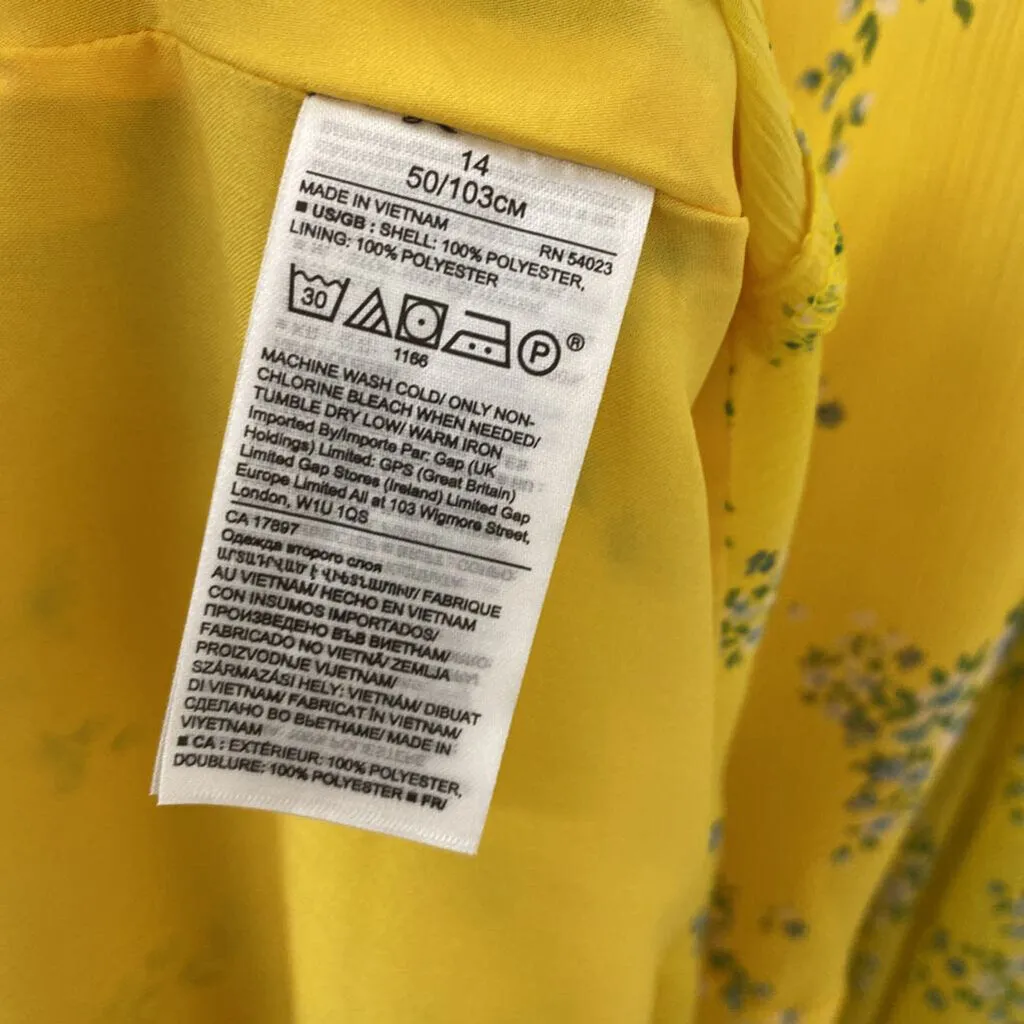 14
50/103CM
MADE IN VIETNAM RN 54023
■ US/GB : SHELL: 100% POLYESTER,
LINING: 100% POLYESTER
30 P ®
1166
MACHINE WASH COLD/ ONLY NON-
CHLORINE BLEACH WHEN NEEDED/
TUMBLE DRY LOW/ WARM IRON
Imported By/Importe Par: Gap (UK
Holdings) Limited: GPS (Great Britain)
Limited Gap Stores (Ireland) Limited Gap
Europe Limited All at 103 Wigmore Street,
London, W1U 1QS
CA 17897
Одежда второго слоя
ԱՐՏԱԴՐՎԱԾ Է ՎԻԵՏՆԱՄՈՒՄ/ FABRIQUE
AU VIETNAM/ HECHO EN VIETNAM
CON INSUMOS IMPORTADOS/
ПРОИЗВЕДЕНО ВЪВ ВИЕТНАМ/
FABRICADO NO VIETNÃ/ ZEMLJA
PROIZVODNJE VIJETNAM/
SZÁRMAZÁSI HELY: VIETNÁM/ DIBUAT
DI VIETNAM/ FABRICAT ÎN VIETNAM/
СДЕЛАНО ВО ВЬЕТНАМЕ/ MADE IN
VIYETNAM
■ CA : EXTÉRIEUR: 100% POLYESTER,
DOUBLURE: 100% POLYESTER ■ FR/